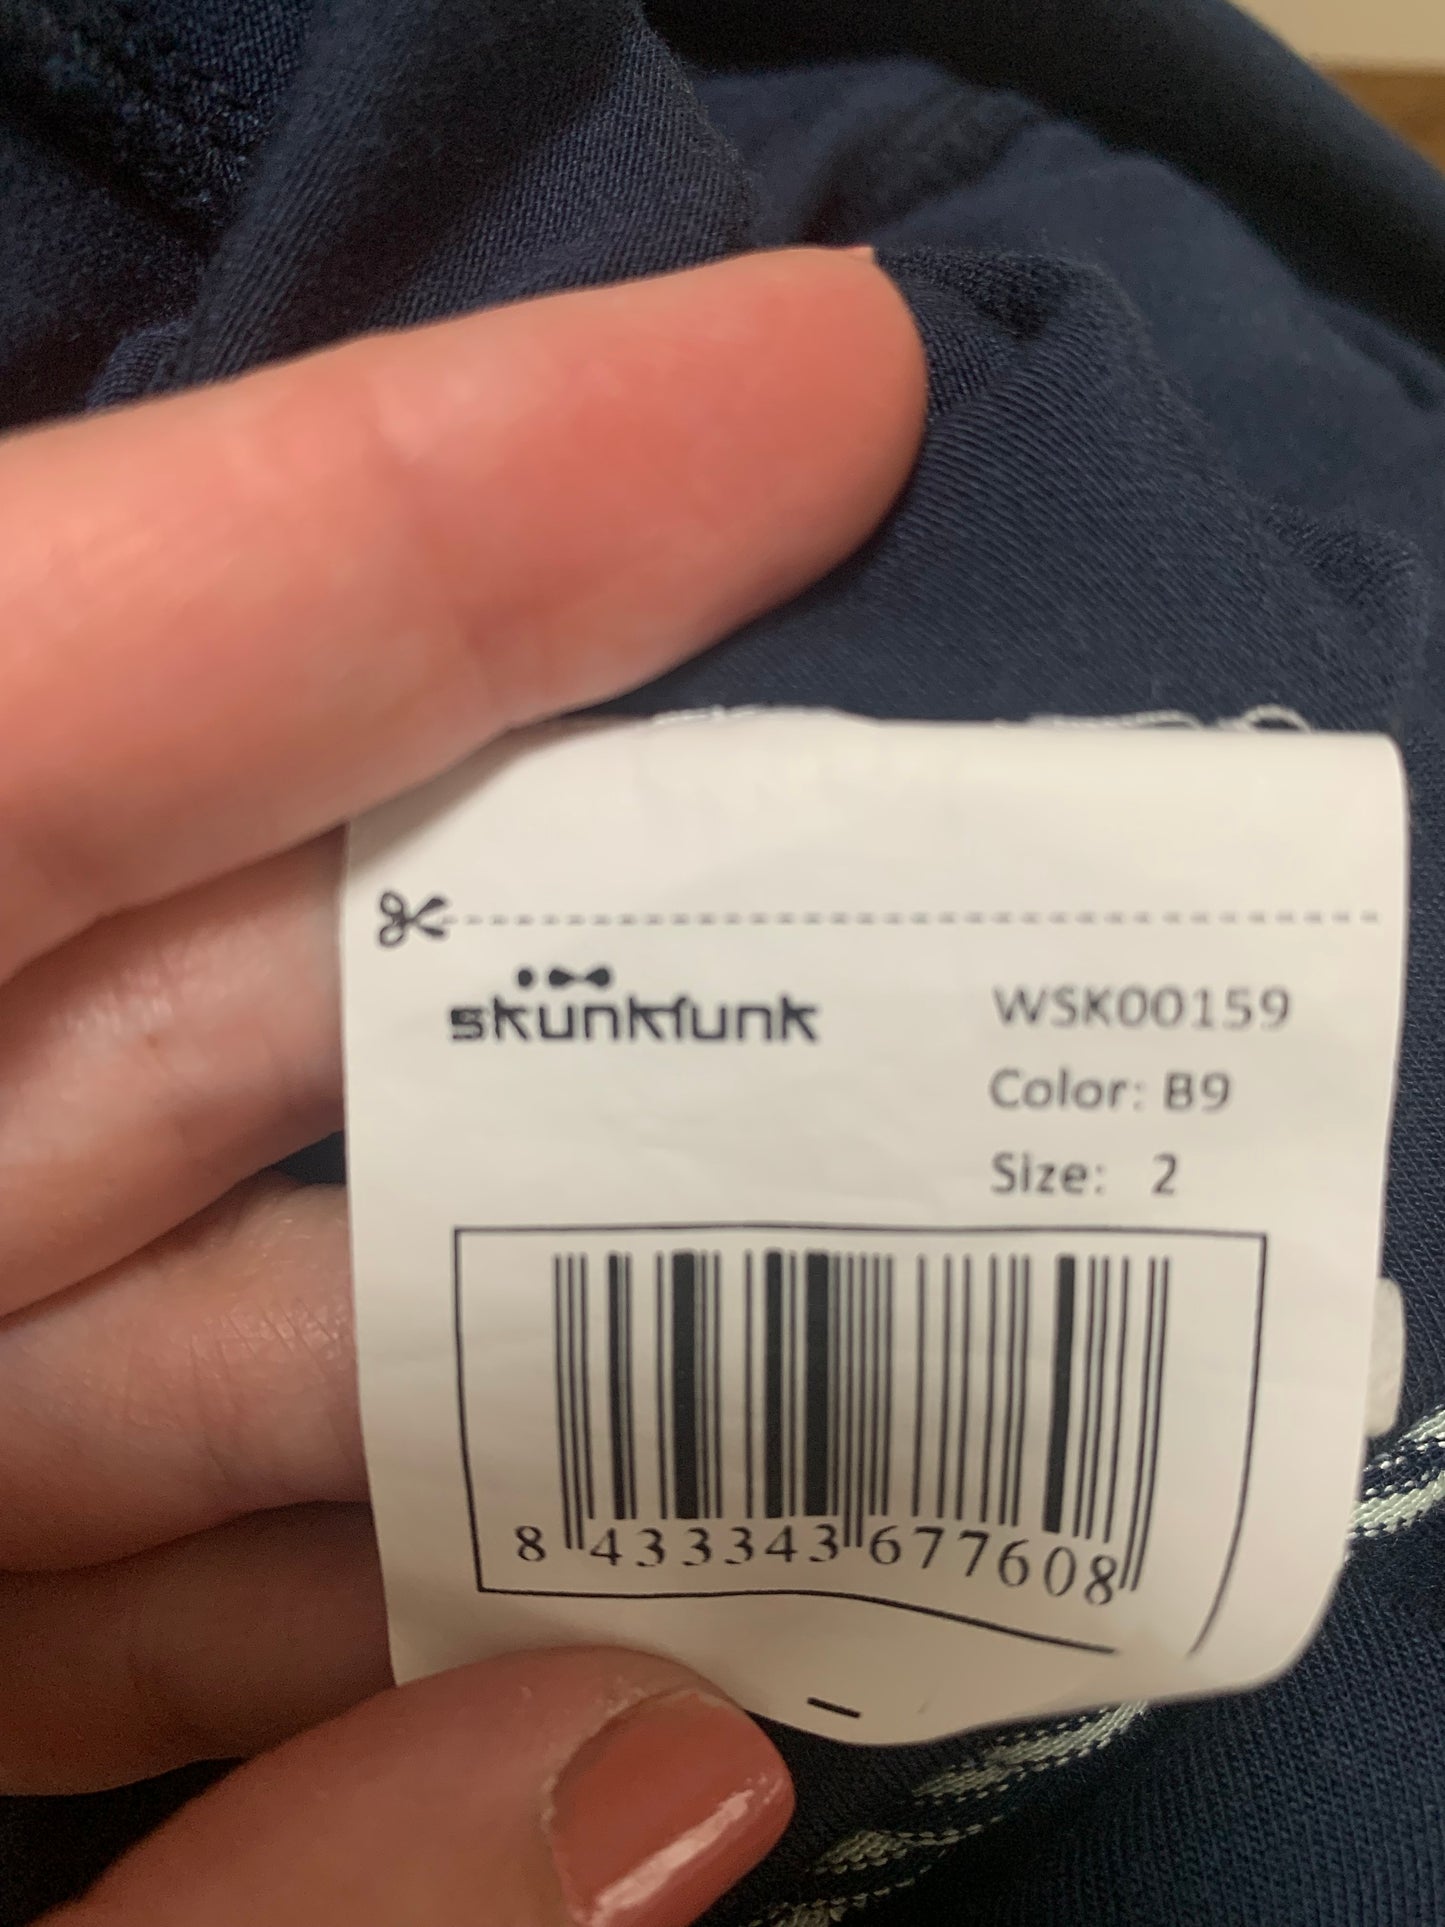 skunkfunk
WSK00159
Color: B9
Size: 2
8 433343 677608